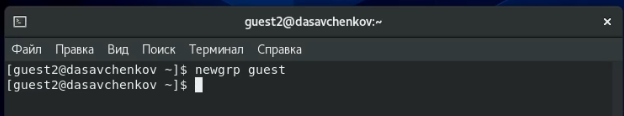 guest2@dasavchenkov:~
Файл Правка Вид Поиск Терминал Справка
[guest2@dasavchenkov ~]$ newgrp guest
[guest2@dasavchenkov ~]$